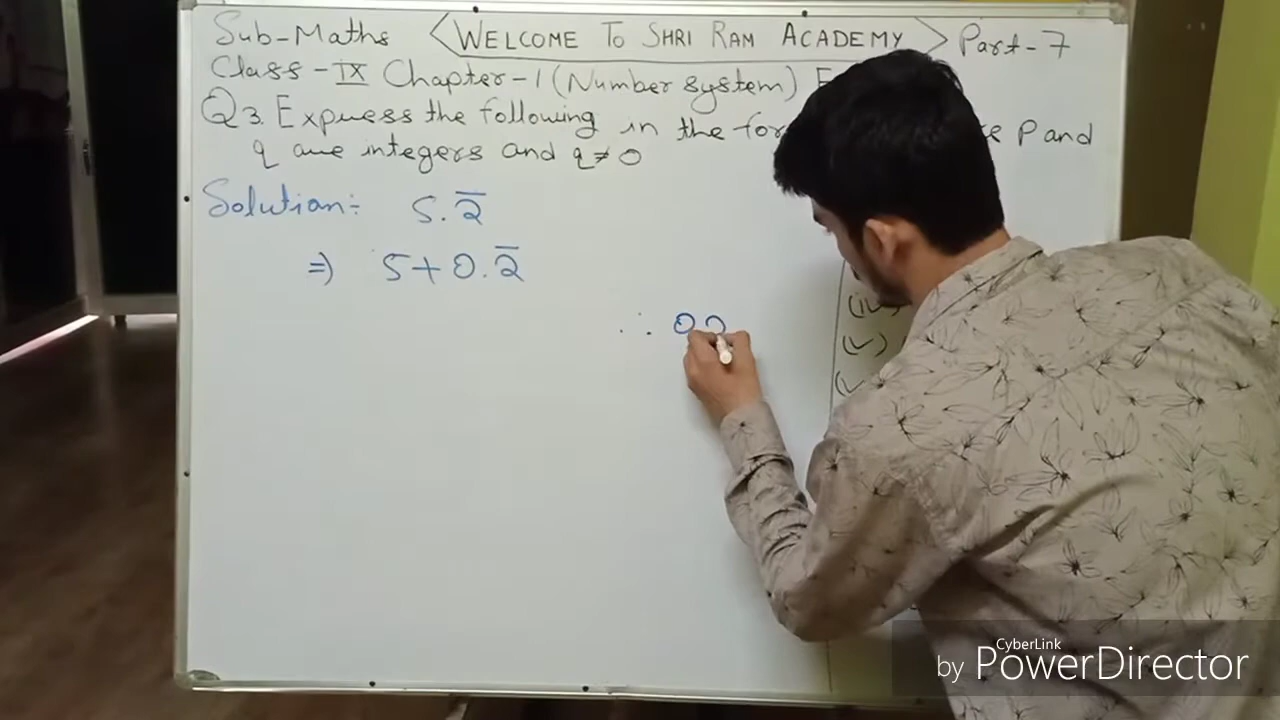 Sub-Maths <WELCOME TO SHRI RAM ACADEMY> Part-7
Class-IX Chapter-1 (Number system)
Q3. Express the following in the for P and
q are integers and q≠0
Solution:- 5.2̅
⇒ 5+0.2̅
∴ 0.
(v)
CyberLink
by PowerDirector